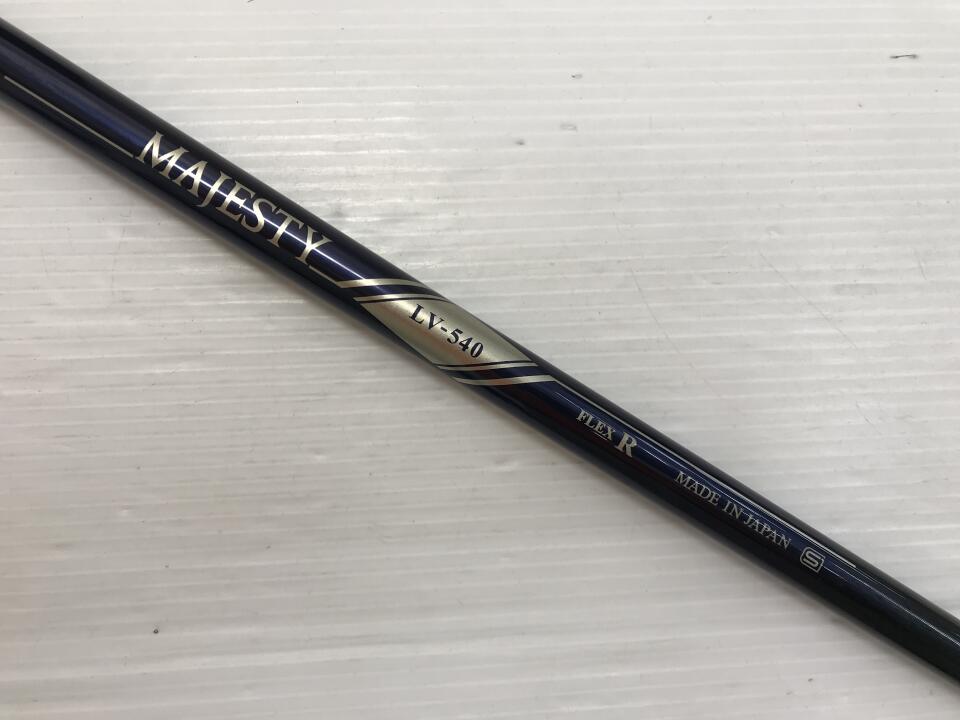 MAJESTY
LV-540
FLEX R
MADE IN JAPAN
S